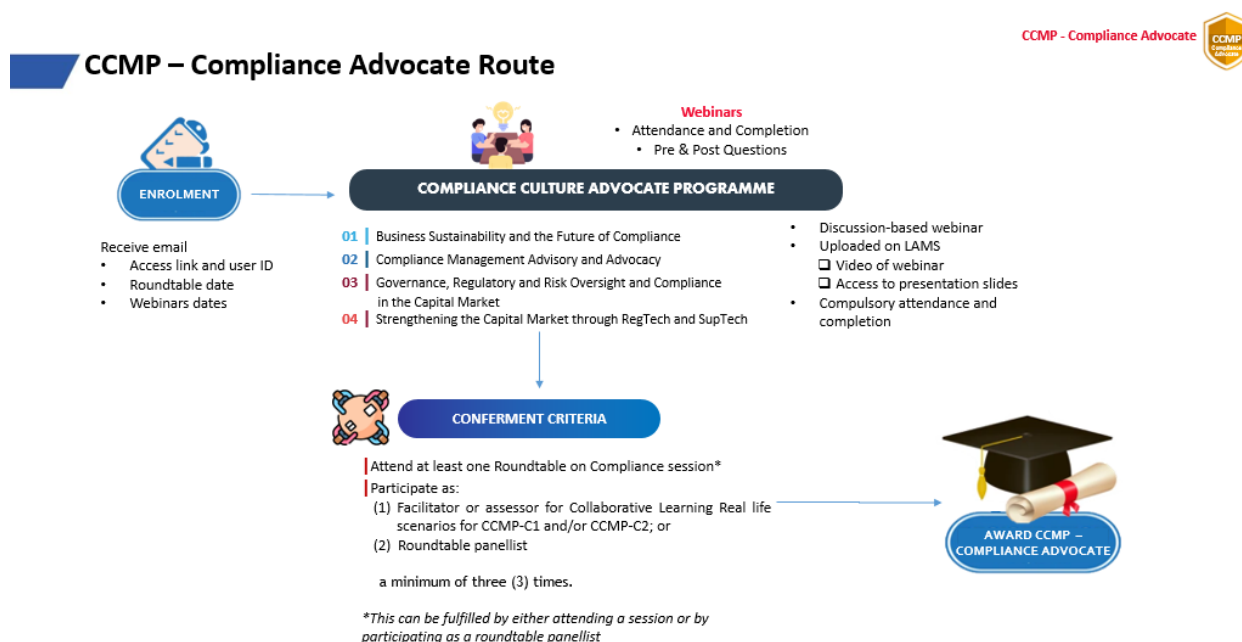 CCMP - Compliance Advocate
CCMP
Compliance
Advocate
CCMP – Compliance Advocate Route
Webinars
• Attendance and Completion
• Pre & Post Questions
ENROLMENT
COMPLIANCE CULTURE ADVOCATE PROGRAMME
Receive email
• Access link and user ID
• Roundtable date
• Webinars dates
01 Business Sustainability and the Future of Compliance
02 Compliance Management Advisory and Advocacy
03 Governance, Regulatory and Risk Oversight and Compliance
in the Capital Market
04 Strengthening the Capital Market through RegTech and SupTech
• Discussion-based webinar
• Uploaded on LAMS
❑ Video of webinar
❑ Access to presentation slides
• Compulsory attendance and
completion
CONFERMENT CRITERIA
Attend at least one Roundtable on Compliance session*
Participate as:
(1) Facilitator or assessor for Collaborative Learning Real life
scenarios for CCMP-C1 and/or CCMP-C2; or
(2) Roundtable panellist
a minimum of three (3) times.
*This can be fulfilled by either attending a session or by
participating as a roundtable panellist
AWARD CCMP –
COMPLIANCE ADVOCATE